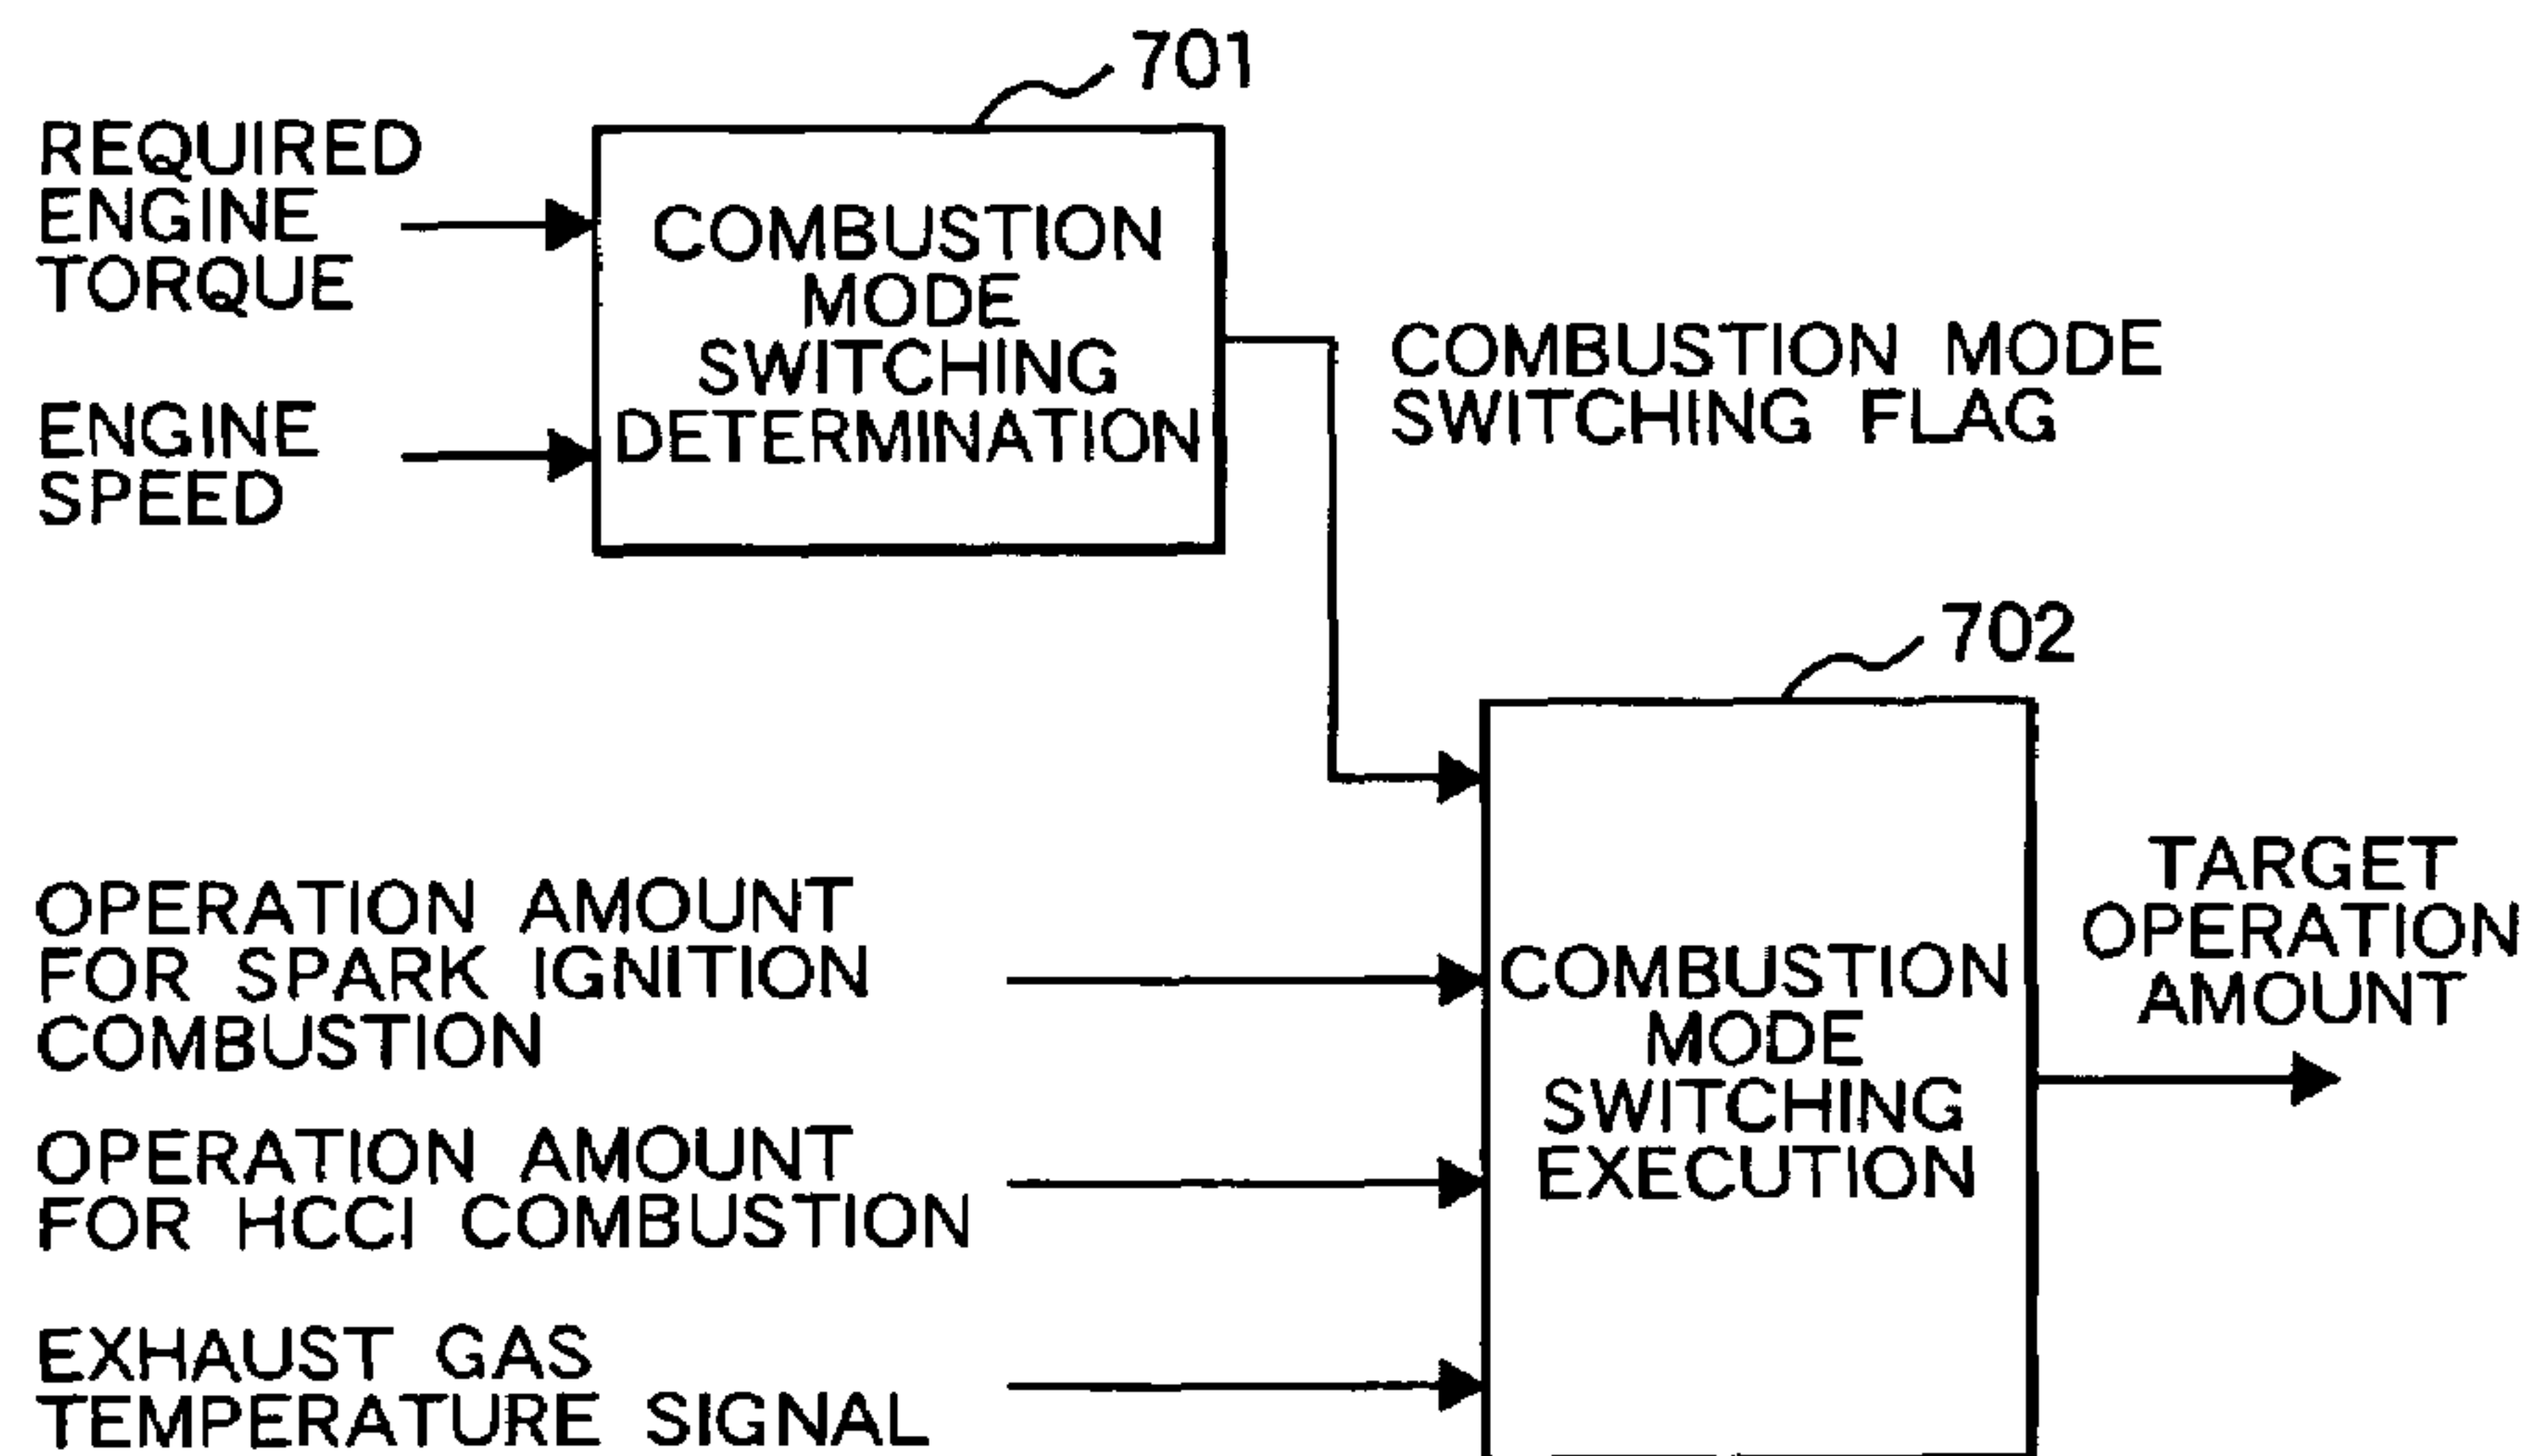 701
REQUIRED
ENGINE
TORQUE
ENGINE
SPEED
COMBUSTION
MODE
SWITCHING
DETERMINATION
COMBUSTION MODE
SWITCHING FLAG
702
OPERATION AMOUNT
FOR SPARK IGNITION
COMBUSTION
OPERATION AMOUNT
FOR HCCI COMBUSTION
EXHAUST GAS
TEMPERATURE SIGNAL
COMBUSTION
MODE
SWITCHING
EXECUTION
TARGET
OPERATION
AMOUNT